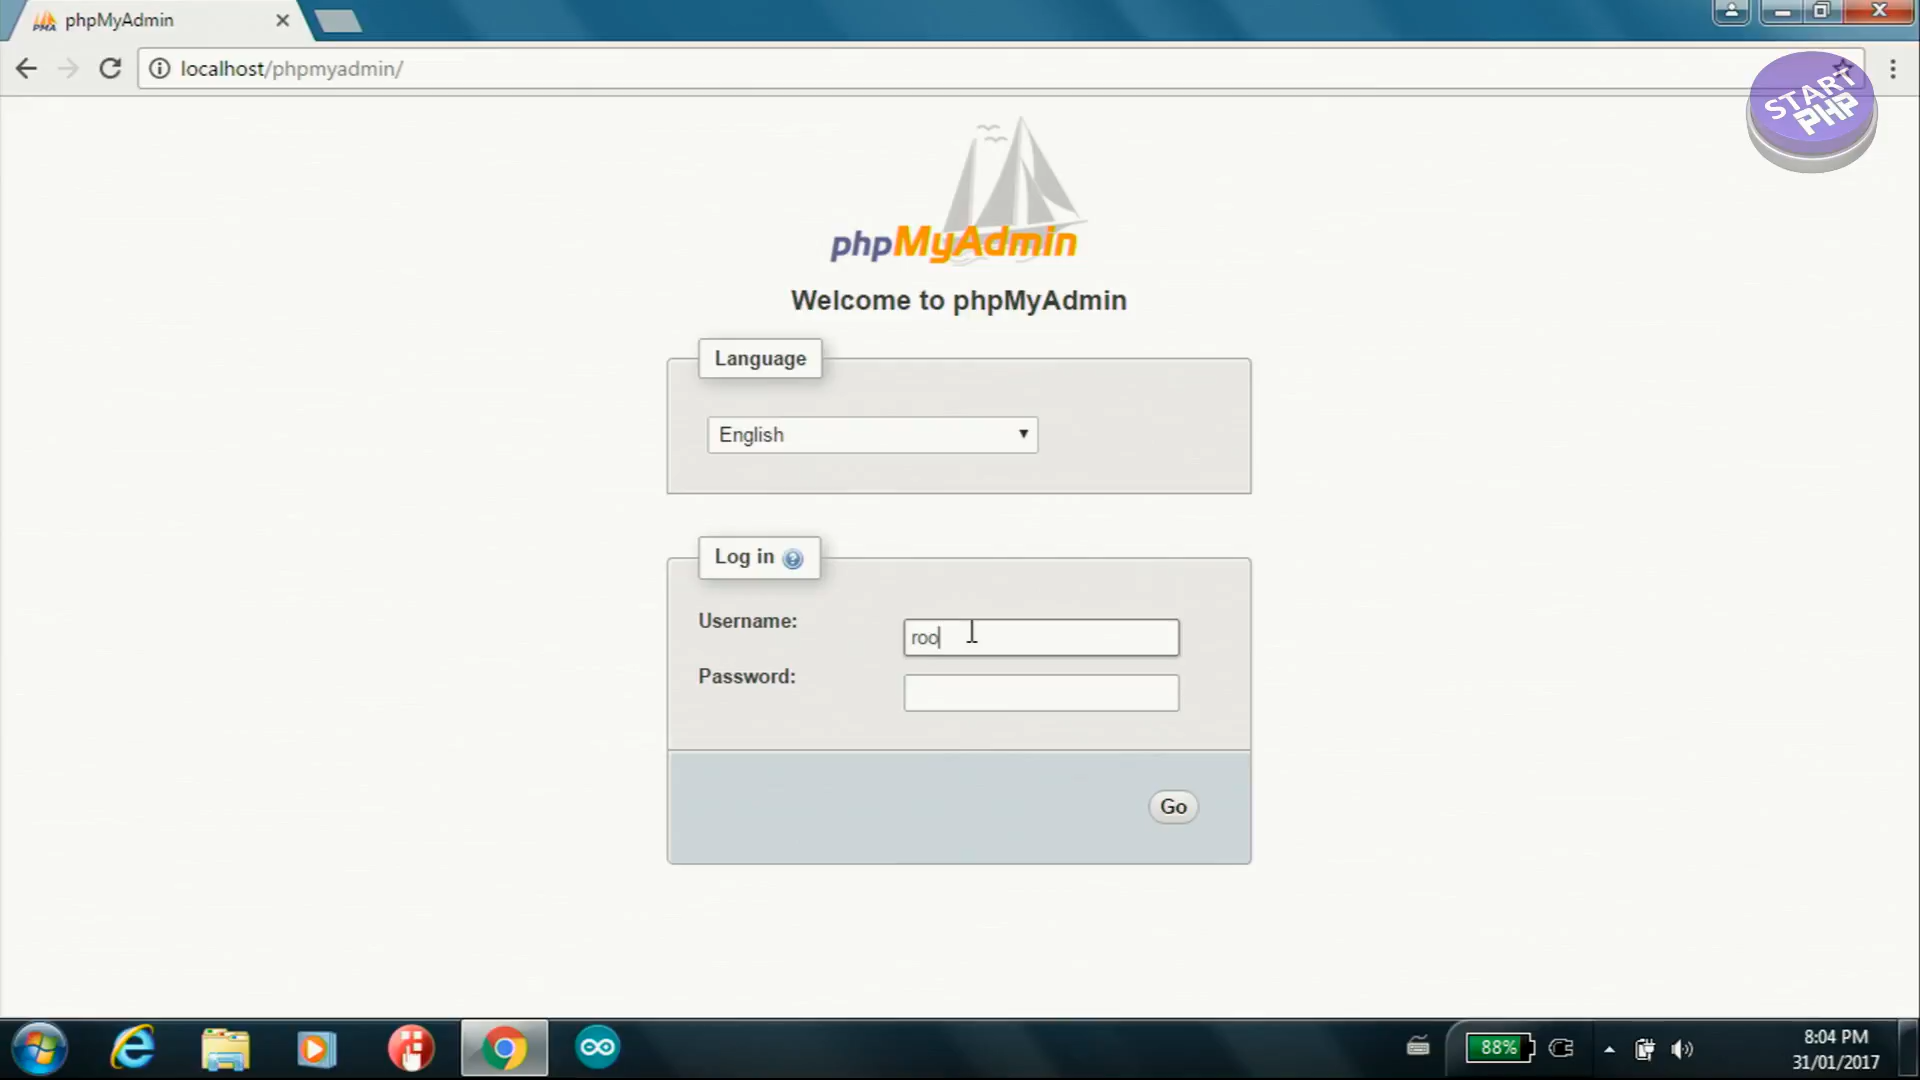 phpMyAdmin
localhost/phpmyadmin/
START
PHP
phpMyAdmin
Welcome to phpMyAdmin
Language
English
Log in
Username:
roo
Password:
Go
88%
8:04 PM
31/01/2017